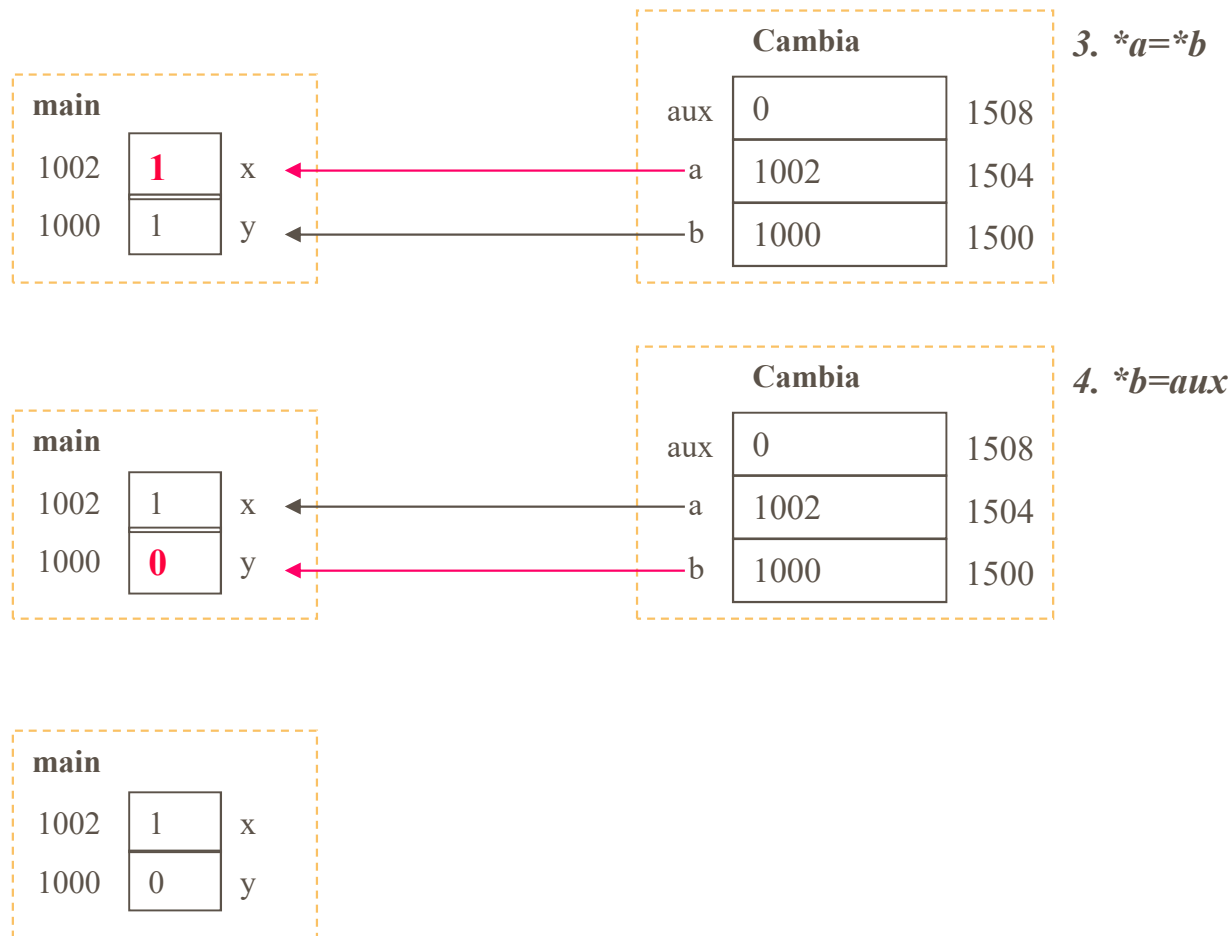 Cambia 3. *a=*b
main
aux 0 1508
1002 1 x a 1002 1504
1000 1 y b 1000 1500
Cambia 4. *b=aux
main
aux 0 1508
1002 1 x a 1002 1504
1000 0 y b 1000 1500
main
1002 1 x
1000 0 y